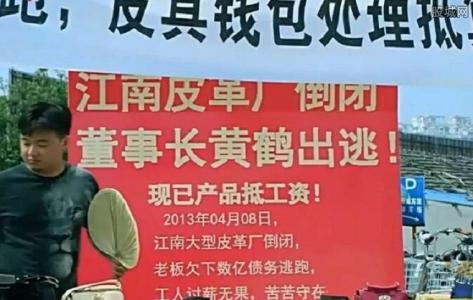 跑，皮具钱包处理抵
江南皮革厂倒闭
董事长黄鹤出逃！
现已产品抵工资！
2013年04月08日，
江南大型皮革厂倒闭，
老板欠下数亿债务逃跑，
工人讨薪无果，苦苦守在
P